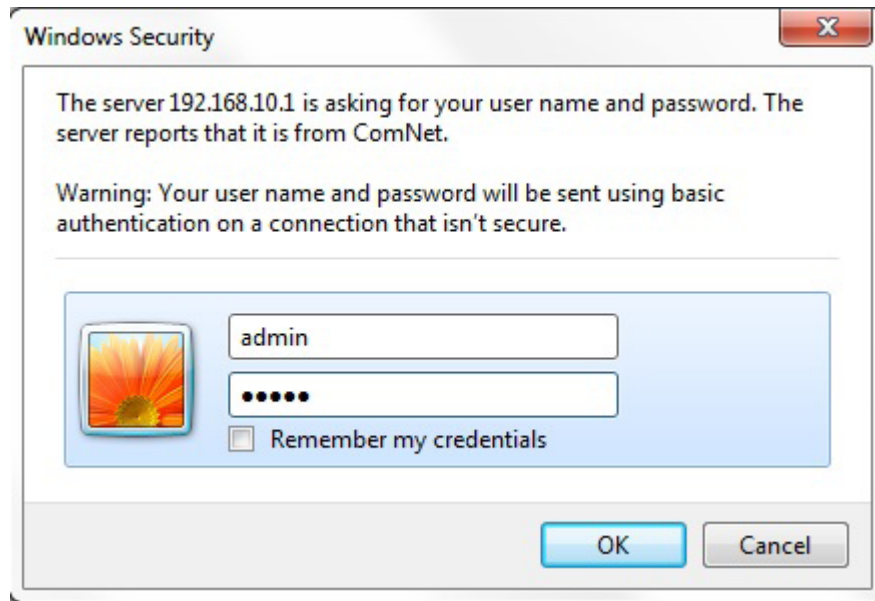 Windows Security
The server 192.168.10.1 is asking for your user name and password. The
server reports that it is from ComNet.
Warning: Your user name and password will be sent using basic
authentication on a connection that isn't secure.
admin
•••••
Remember my credentials
OK Cancel